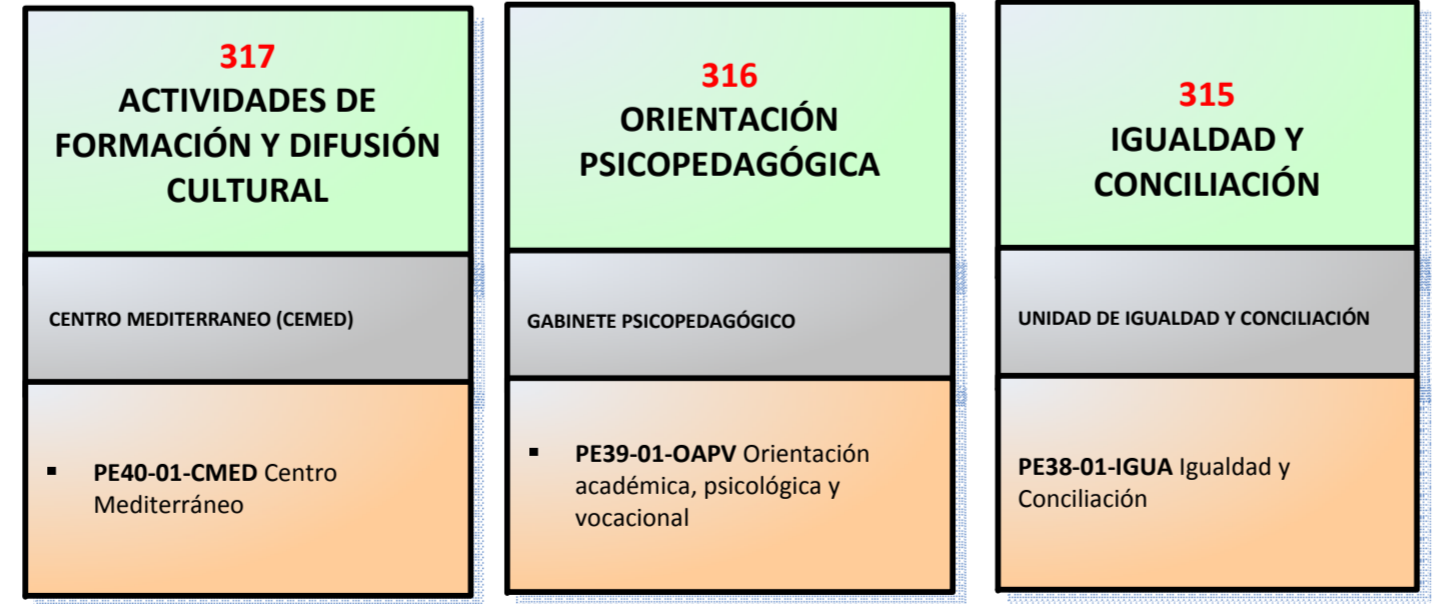 317
ACTIVIDADES DE
FORMACIÓN Y DIFUSIÓN
CULTURAL
CENTRO MEDITERRANEO (CEMED)
▪ PE40-01-CMED Centro
Mediterráneo
316
ORIENTACIÓN
PSICOPEDAGÓGICA
GABINETE PSICOPEDAGÓGICO
▪ PE39-01-OAPV Orientación
académica, psicológica y
vocacional
315
IGUALDAD Y
CONCILIACIÓN
UNIDAD DE IGUALDAD Y CONCILIACIÓN
PE38-01-IGUA Igualdad y
Conciliación